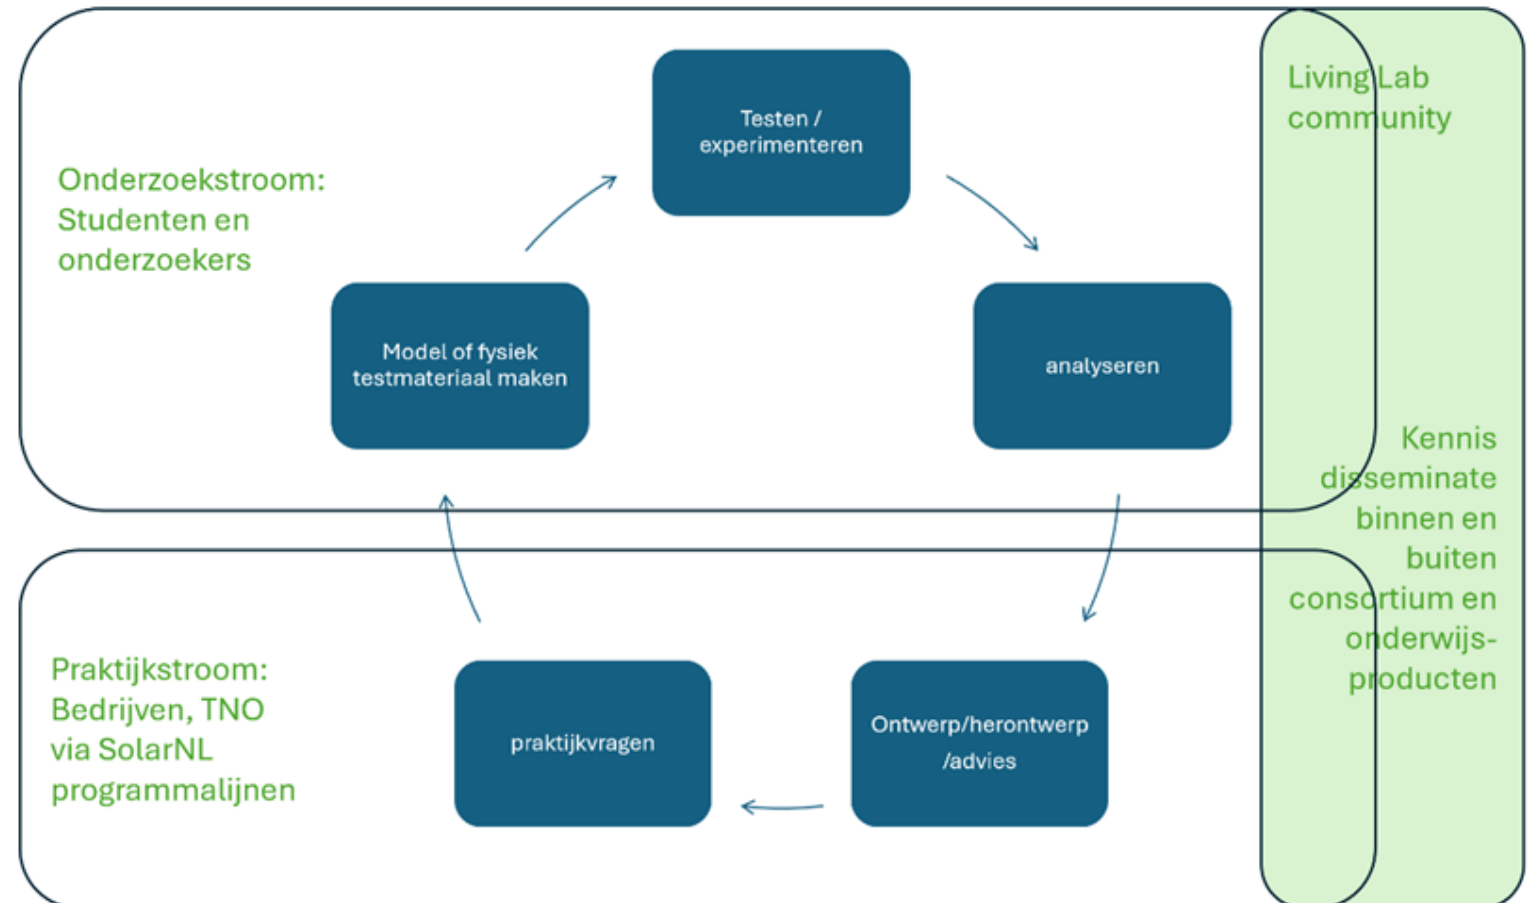 Testen /
experimenteren
Living Lab
community
Onderzoekstroom:
Studenten en
onderzoekers
Model of fysiek
testmateriaal maken
analyseren
Kennis
disseminate
binnen en
buiten
consortium en
onderwijs-
producten
Praktijkstroom:
Bedrijven, TNO
via SolarNL
programmalijnen
praktijkvragen
Ontwerp/herontwerp
/advies